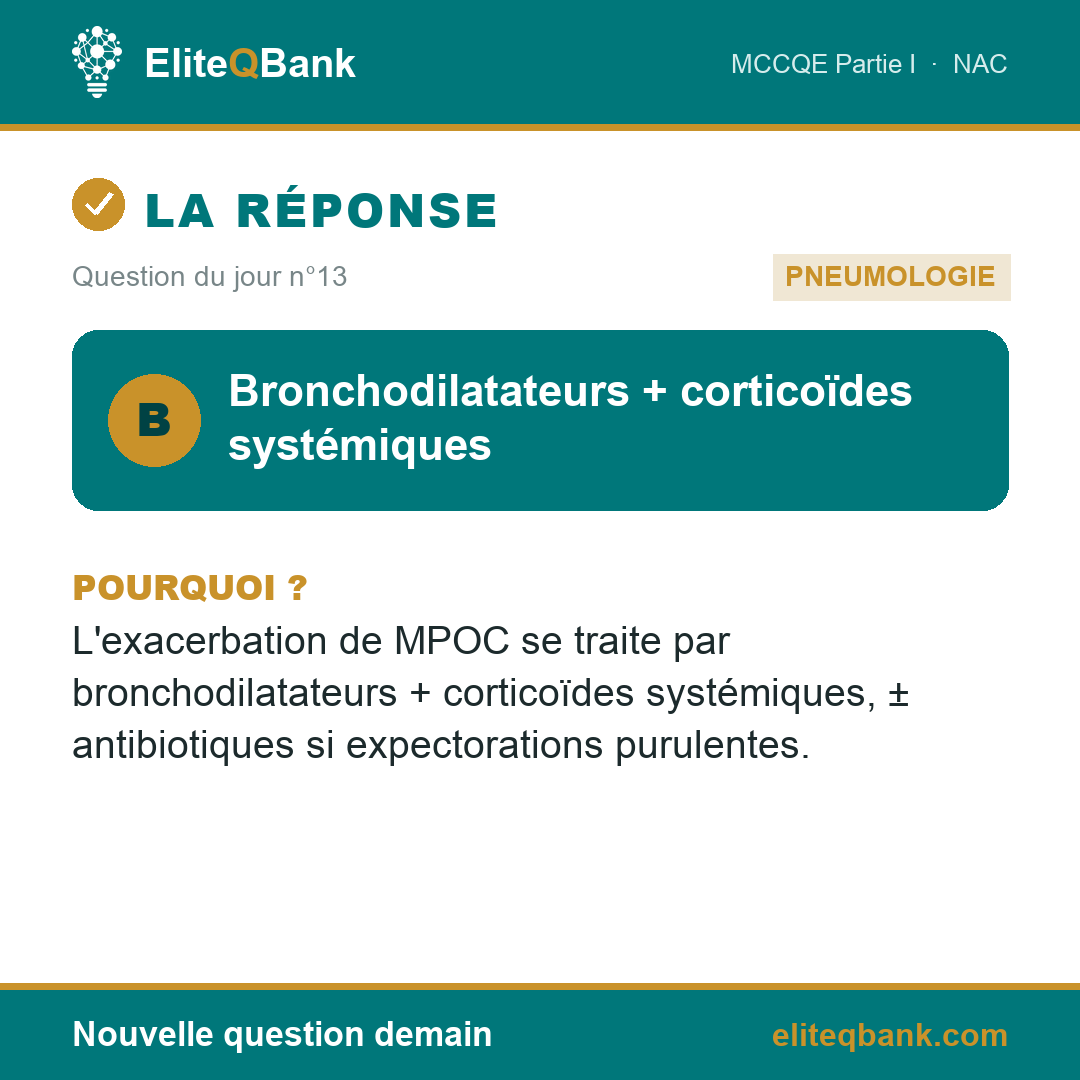 EliteQBank
MCCQE Partie I · NAC
LA RÉPONSE
Question du jour n°13
PNEUMOLOGIE
B
Bronchodilatateurs + corticoïdes
systémiques
POURQUOI ?
L'exacerbation de MPOC se traite par
bronchodilatateurs + corticoïdes systémiques, ±
antibiotiques si expectorations purulentes.
Nouvelle question demain
eliteqbank.com